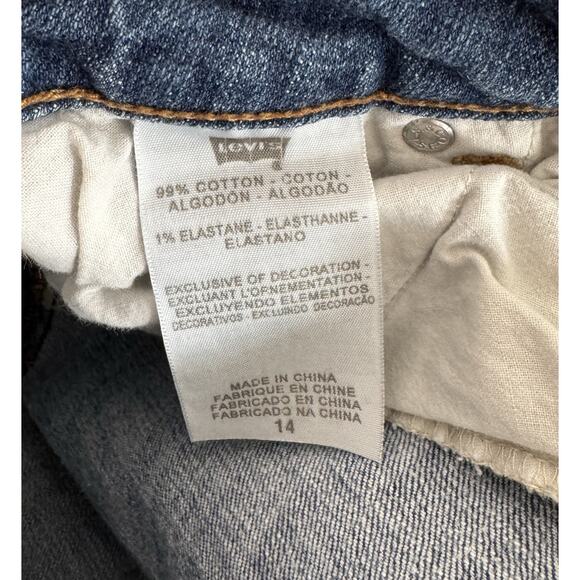 LEVI'S
99% COTTON - COTON -
ALGODÓN - ALGODÃO
1% ELASTANE - ELASTHANNE -
ELASTANO
EXCLUSIVE OF DECORATION -
EXCLUANT L'ORNEMENTATION -
EXCLUYENDO ELEMENTOS
DECORATIVOS - EXCLUINDO DECORACÃO
MADE IN CHINA
FABRIQUE EN CHINE
FABRICADO EN CHINA
FABRICADO NA CHINA
14